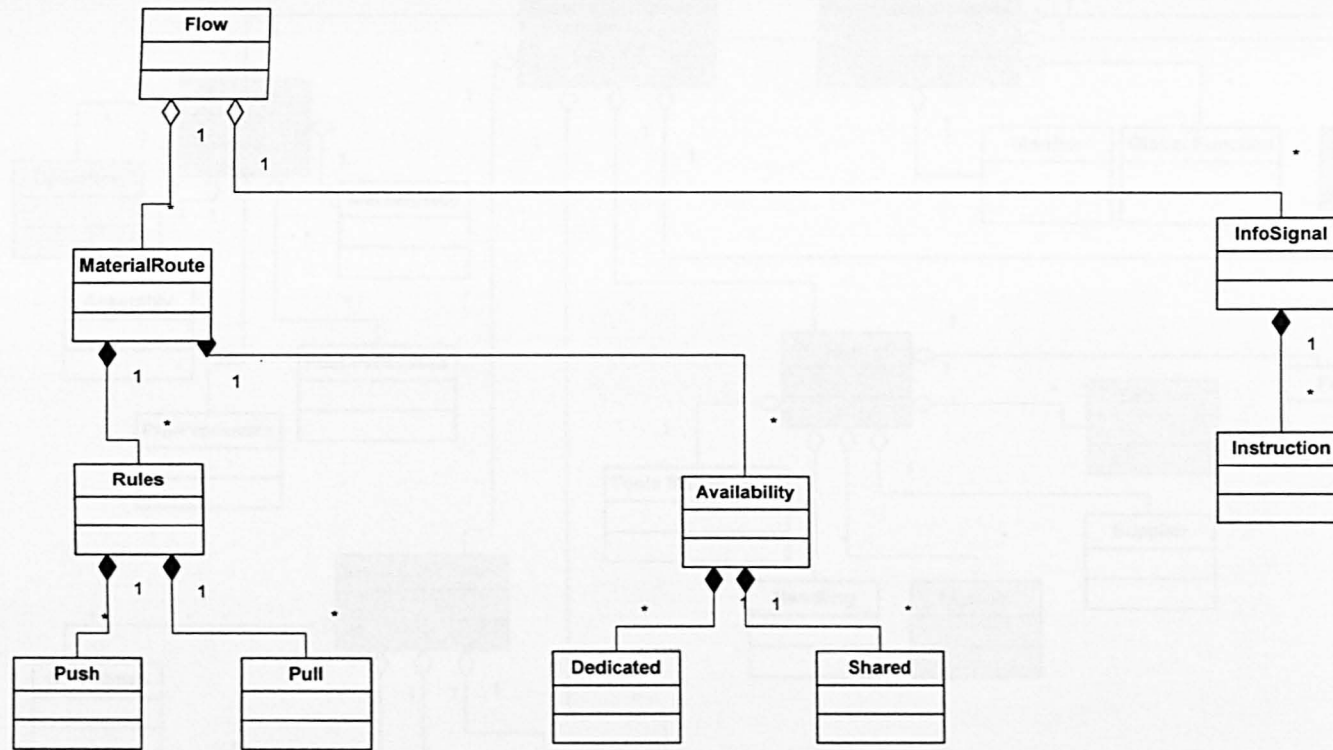 Flow
1
1
*
*
InfoSignal
MaterialRoute
1
1
1
*
*
*
Instruction
Rules
Availability
1
1
1
*
*
*
*
Push
Pull
Dedicated
Shared